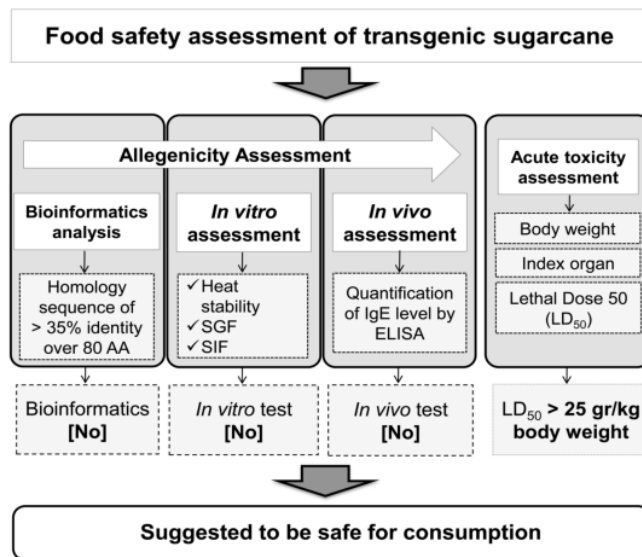 Food safety assessment of transgenic sugarcane
Allegenicity Assessment
Bioinformatics
analysis
Homology
sequence of
> 35% identity
over 80 AA
Bioinformatics
[No]
In vitro
assessment
✓ Heat
stability
✓ SGF
✓ SIF
In vitro test
[No]
In vivo
assessment
Quantification
of IgE level by
ELISA
In vivo test
[No]
Acute toxicity
assessment
Body weight
Index organ
Lethal Dose 50
(LD₅₀)
LD₅₀ > 25 gr/kg
body weight
Suggested to be safe for consumption